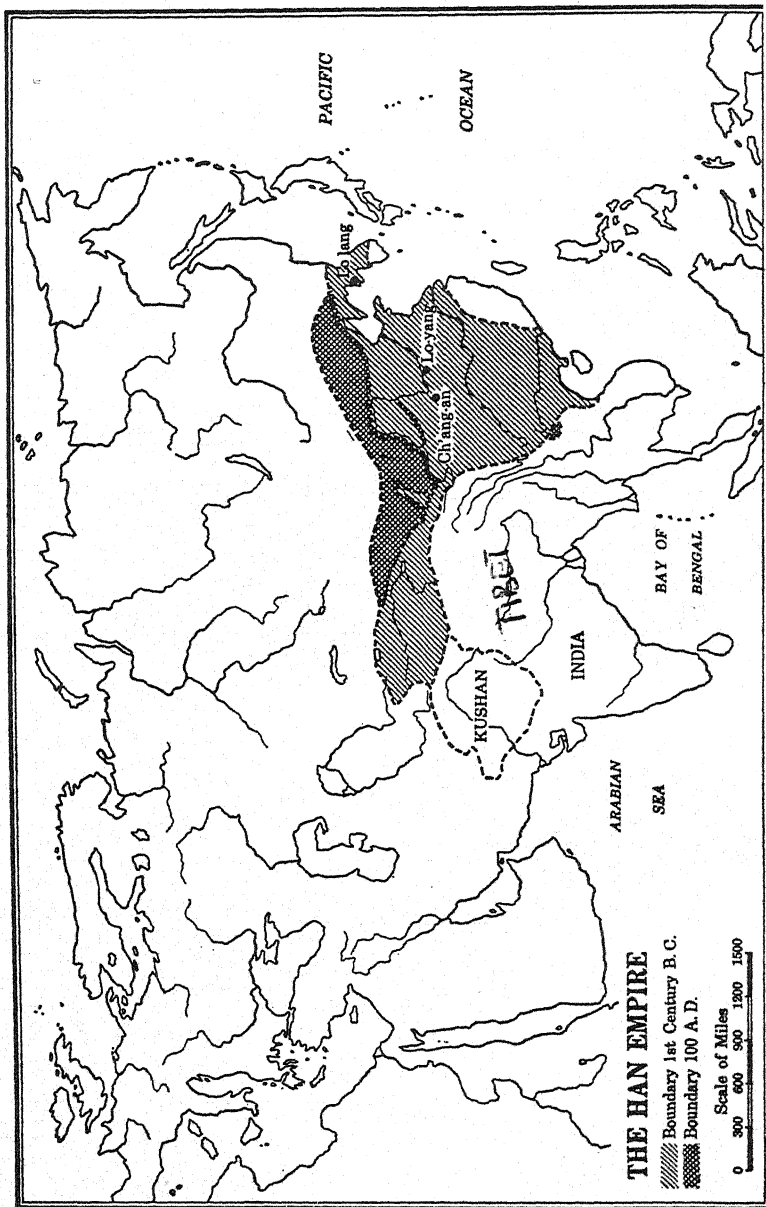 PACIFIC
OCEAN
Lo lang
Lo-yang
Ch'ang-an
TIBET
KUSHAN
INDIA
BAY OF
BENGAL
ARABIAN
SEA
THE HAN EMPIRE
Boundary 1st Century B.C.
Boundary 100 A.D.
Scale of Miles
0 300 600 900 1200 1500